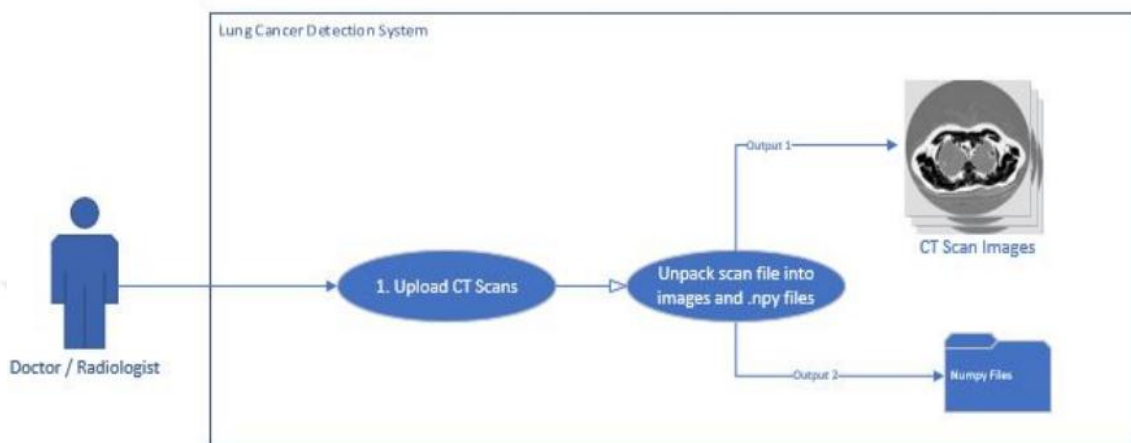 Lung Cancer Detection System
Output 1
CT Scan Images
1. Upload CT Scans
Unpack scan file into
images and .npy files
Doctor / Radiologist
Output 2
Numpy Files